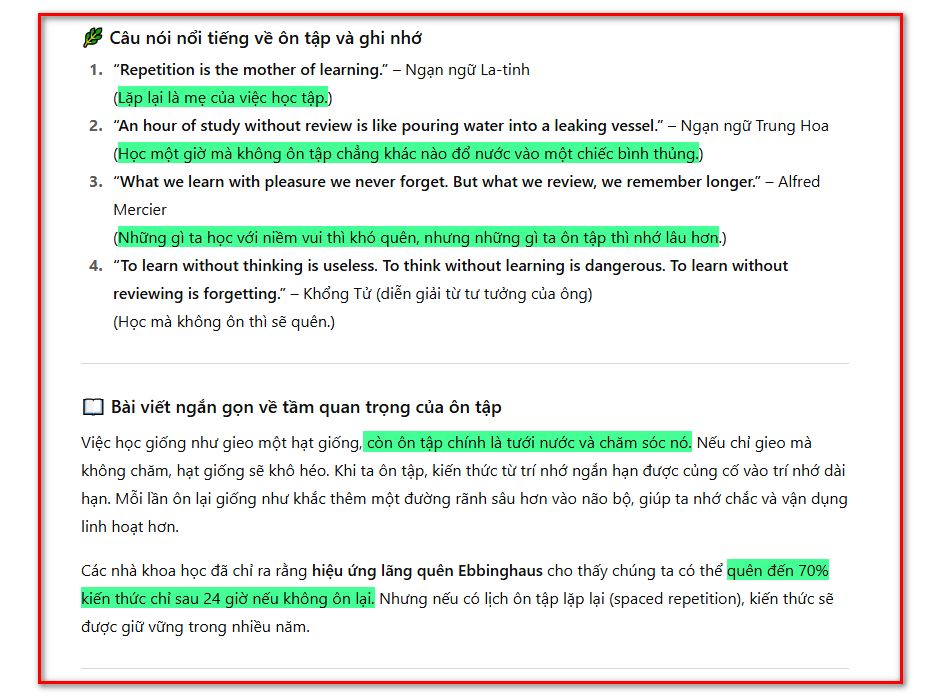 🌿 Câu nói nổi tiếng về ôn tập và ghi nhớ
1. “Repetition is the mother of learning.” – Ngạn ngữ La-tinh
(Lặp lại là mẹ của việc học tập.)
2. “An hour of study without review is like pouring water into a leaking vessel.” – Ngạn ngữ Trung Hoa
(Học một giờ mà không ôn tập chẳng khác nào đổ nước vào một chiếc bình thủng.)
3. “What we learn with pleasure we never forget. But what we review, we remember longer.” – Alfred
Mercier
(Những gì ta học với niềm vui thì khó quên, nhưng những gì ta ôn tập thì nhớ lâu hơn.)
4. “To learn without thinking is useless. To think without learning is dangerous. To learn without
reviewing is forgetting.” – Khổng Tử (diễn giải từ tư tưởng của ông)
(Học mà không ôn thì sẽ quên.)
📖 Bài viết ngắn gọn về tầm quan trọng của ôn tập
Việc học giống như gieo một hạt giống, còn ôn tập chính là tưới nước và chăm sóc nó. Nếu chỉ gieo mà
không chăm, hạt giống sẽ khô héo. Khi ta ôn tập, kiến thức từ trí nhớ ngắn hạn được củng cố vào trí nhớ dài
hạn. Mỗi lần ôn lại giống như khắc thêm một đường rãnh sâu hơn vào não bộ, giúp ta nhớ chắc và vận dụng
linh hoạt hơn.
Các nhà khoa học đã chỉ ra rằng hiệu ứng lãng quên Ebbinghaus cho thấy chúng ta có thể quên đến 70%
kiến thức chỉ sau 24 giờ nếu không ôn lại. Nhưng nếu có lịch ôn tập lặp lại (spaced repetition), kiến thức sẽ
được giữ vững trong nhiều năm.